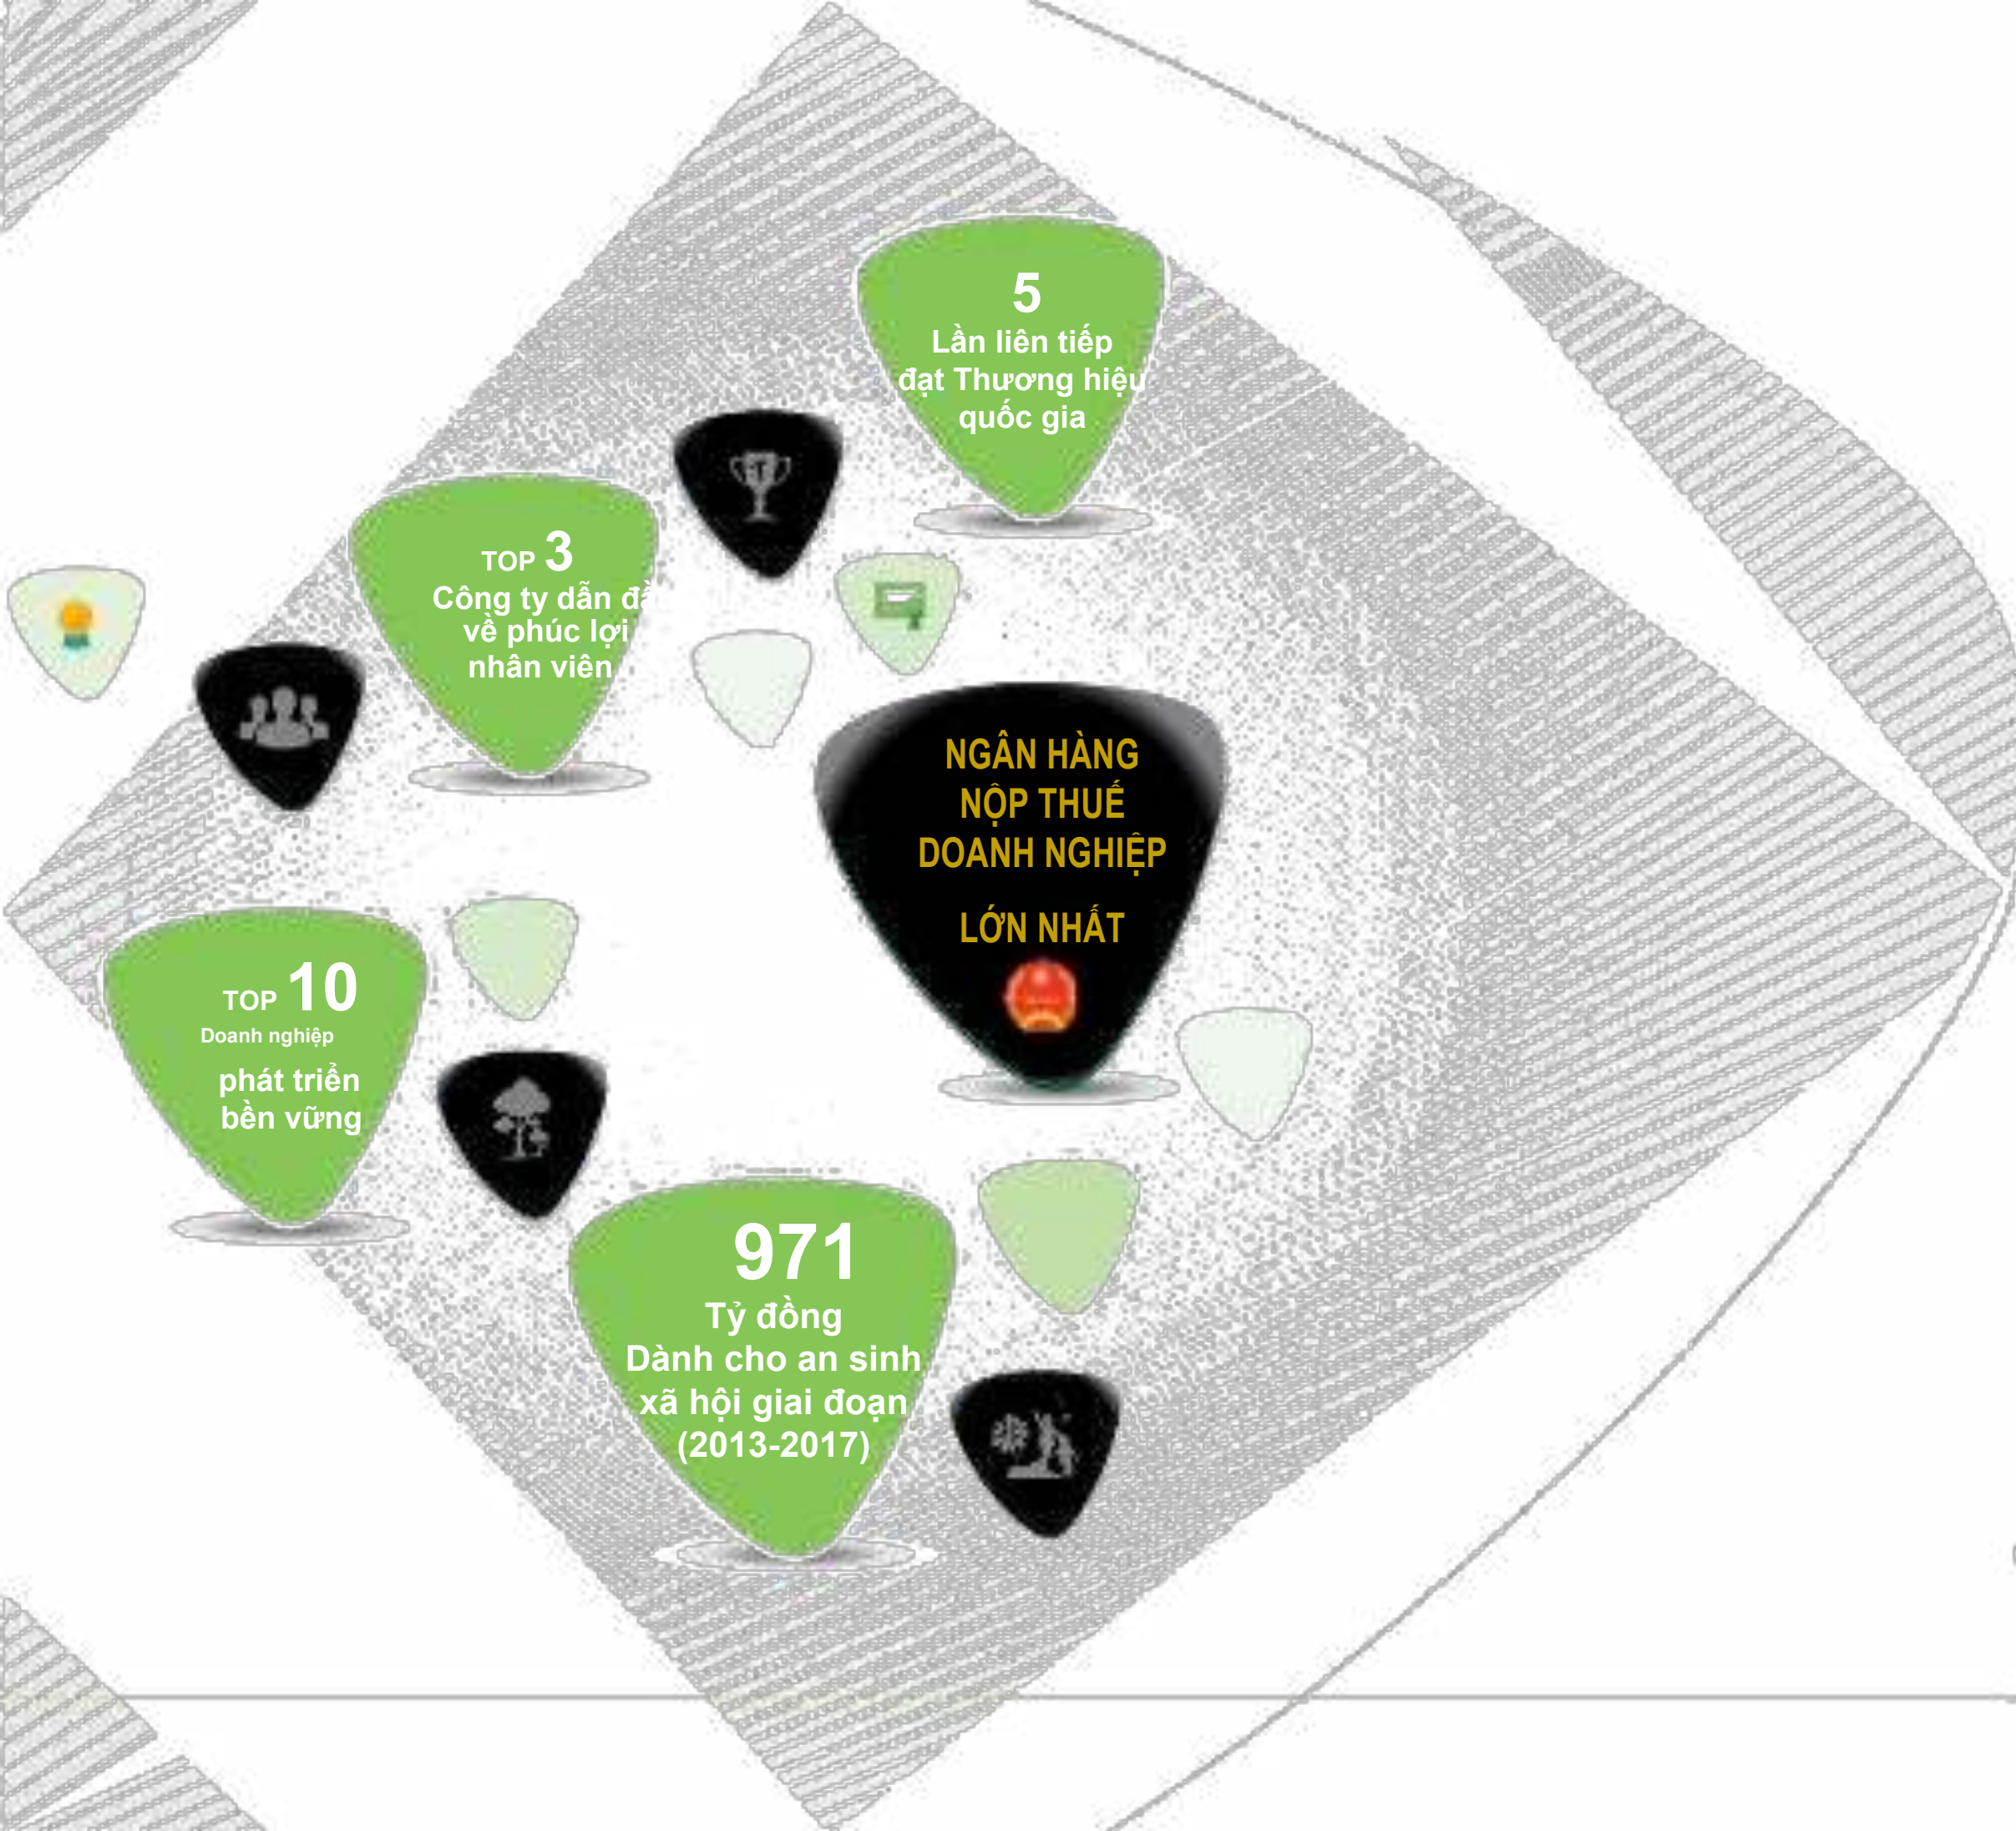 5
Lần liên tiếp
đạt Thương hiệu
quốc gia
TOP 3
Công ty dẫn
về phúc lợi
nhân viên
NGÂN HÀNG
NỘP THUẾ
DOANH NGHIỆP
LỚN NHẤT
TOP 10
Doanh nghiệp
phát triển
bền vững
971
Tỷ đồng
Dành cho an sinh
xã hội giai đoạn
(2013-2017)